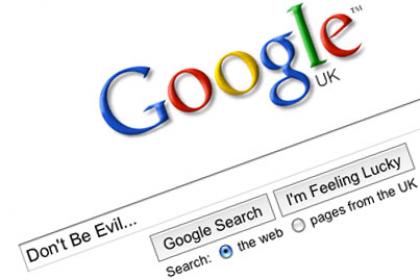 Google™
UK
Don't Be Evil...
Google Search I'm Feeling Lucky
Search: the web pages from the UK